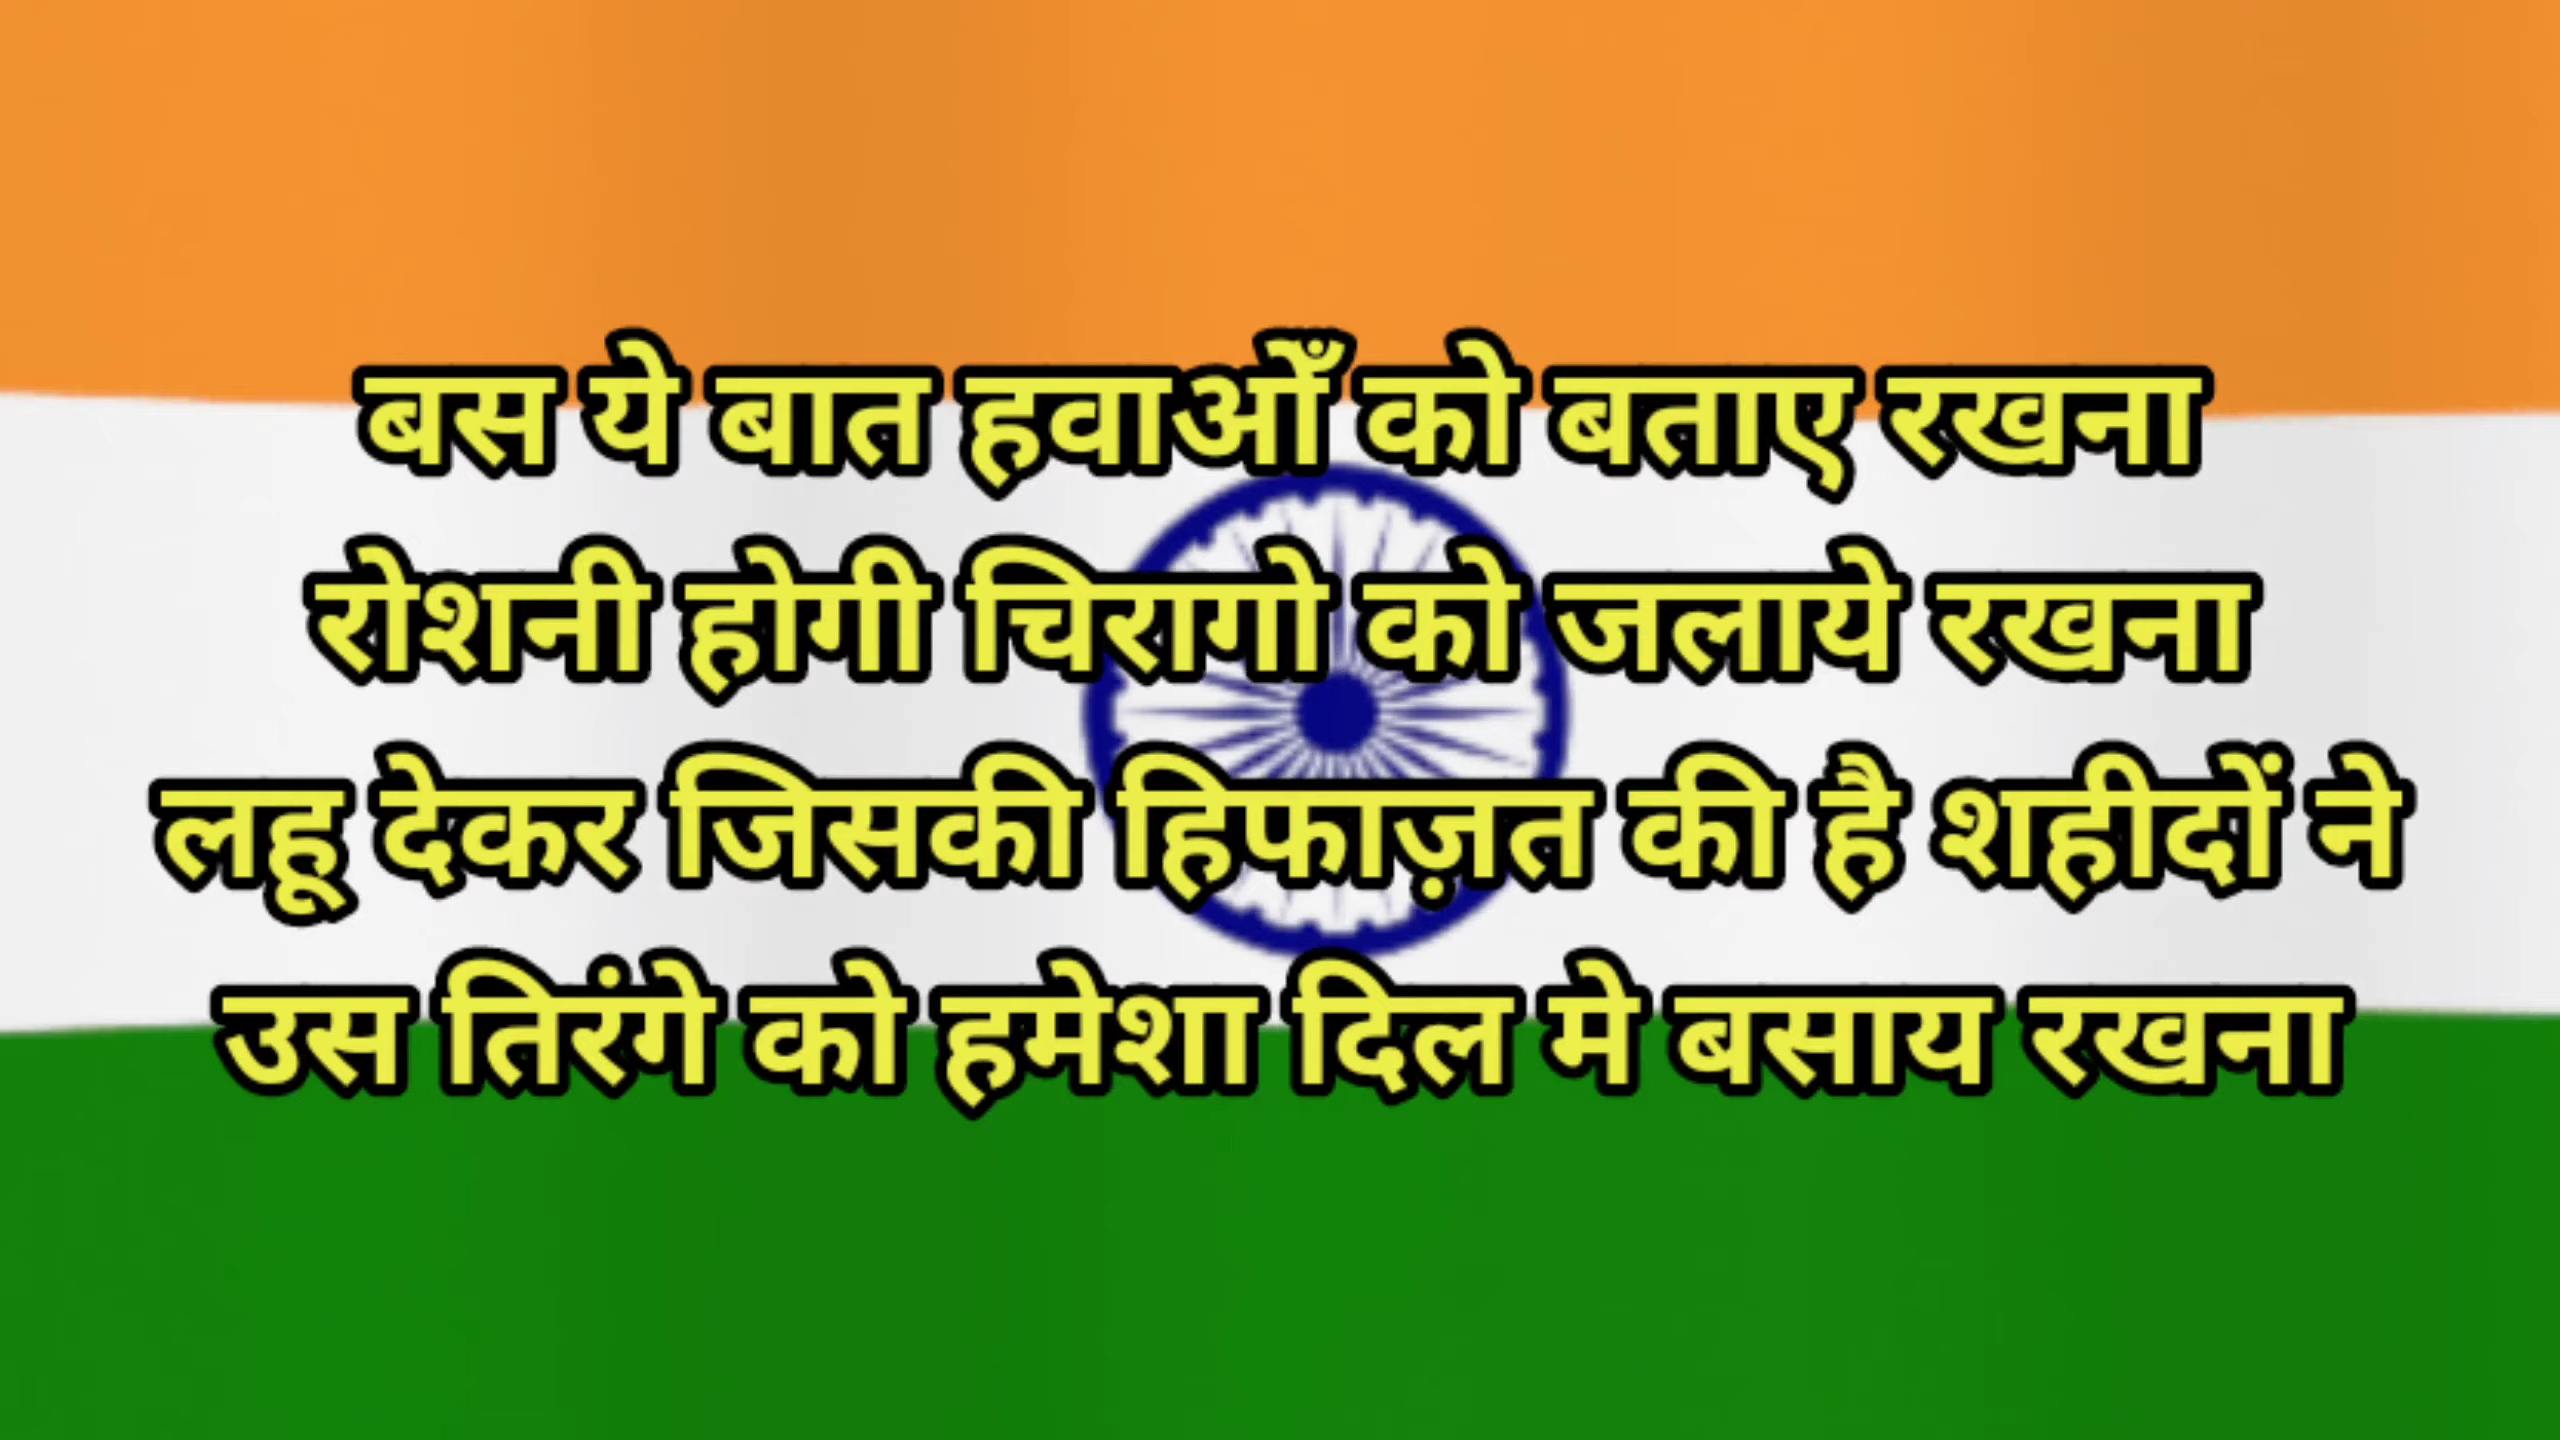 बस ये बात हवाओँ को बताए रखना
रोशनी होगी चिरागो को जलाये रखना
लहू देकर जिसकी हिफाज़त की है शहीदों ने
उस तिरंगे को हमेशा दिल मे बसाय रखना